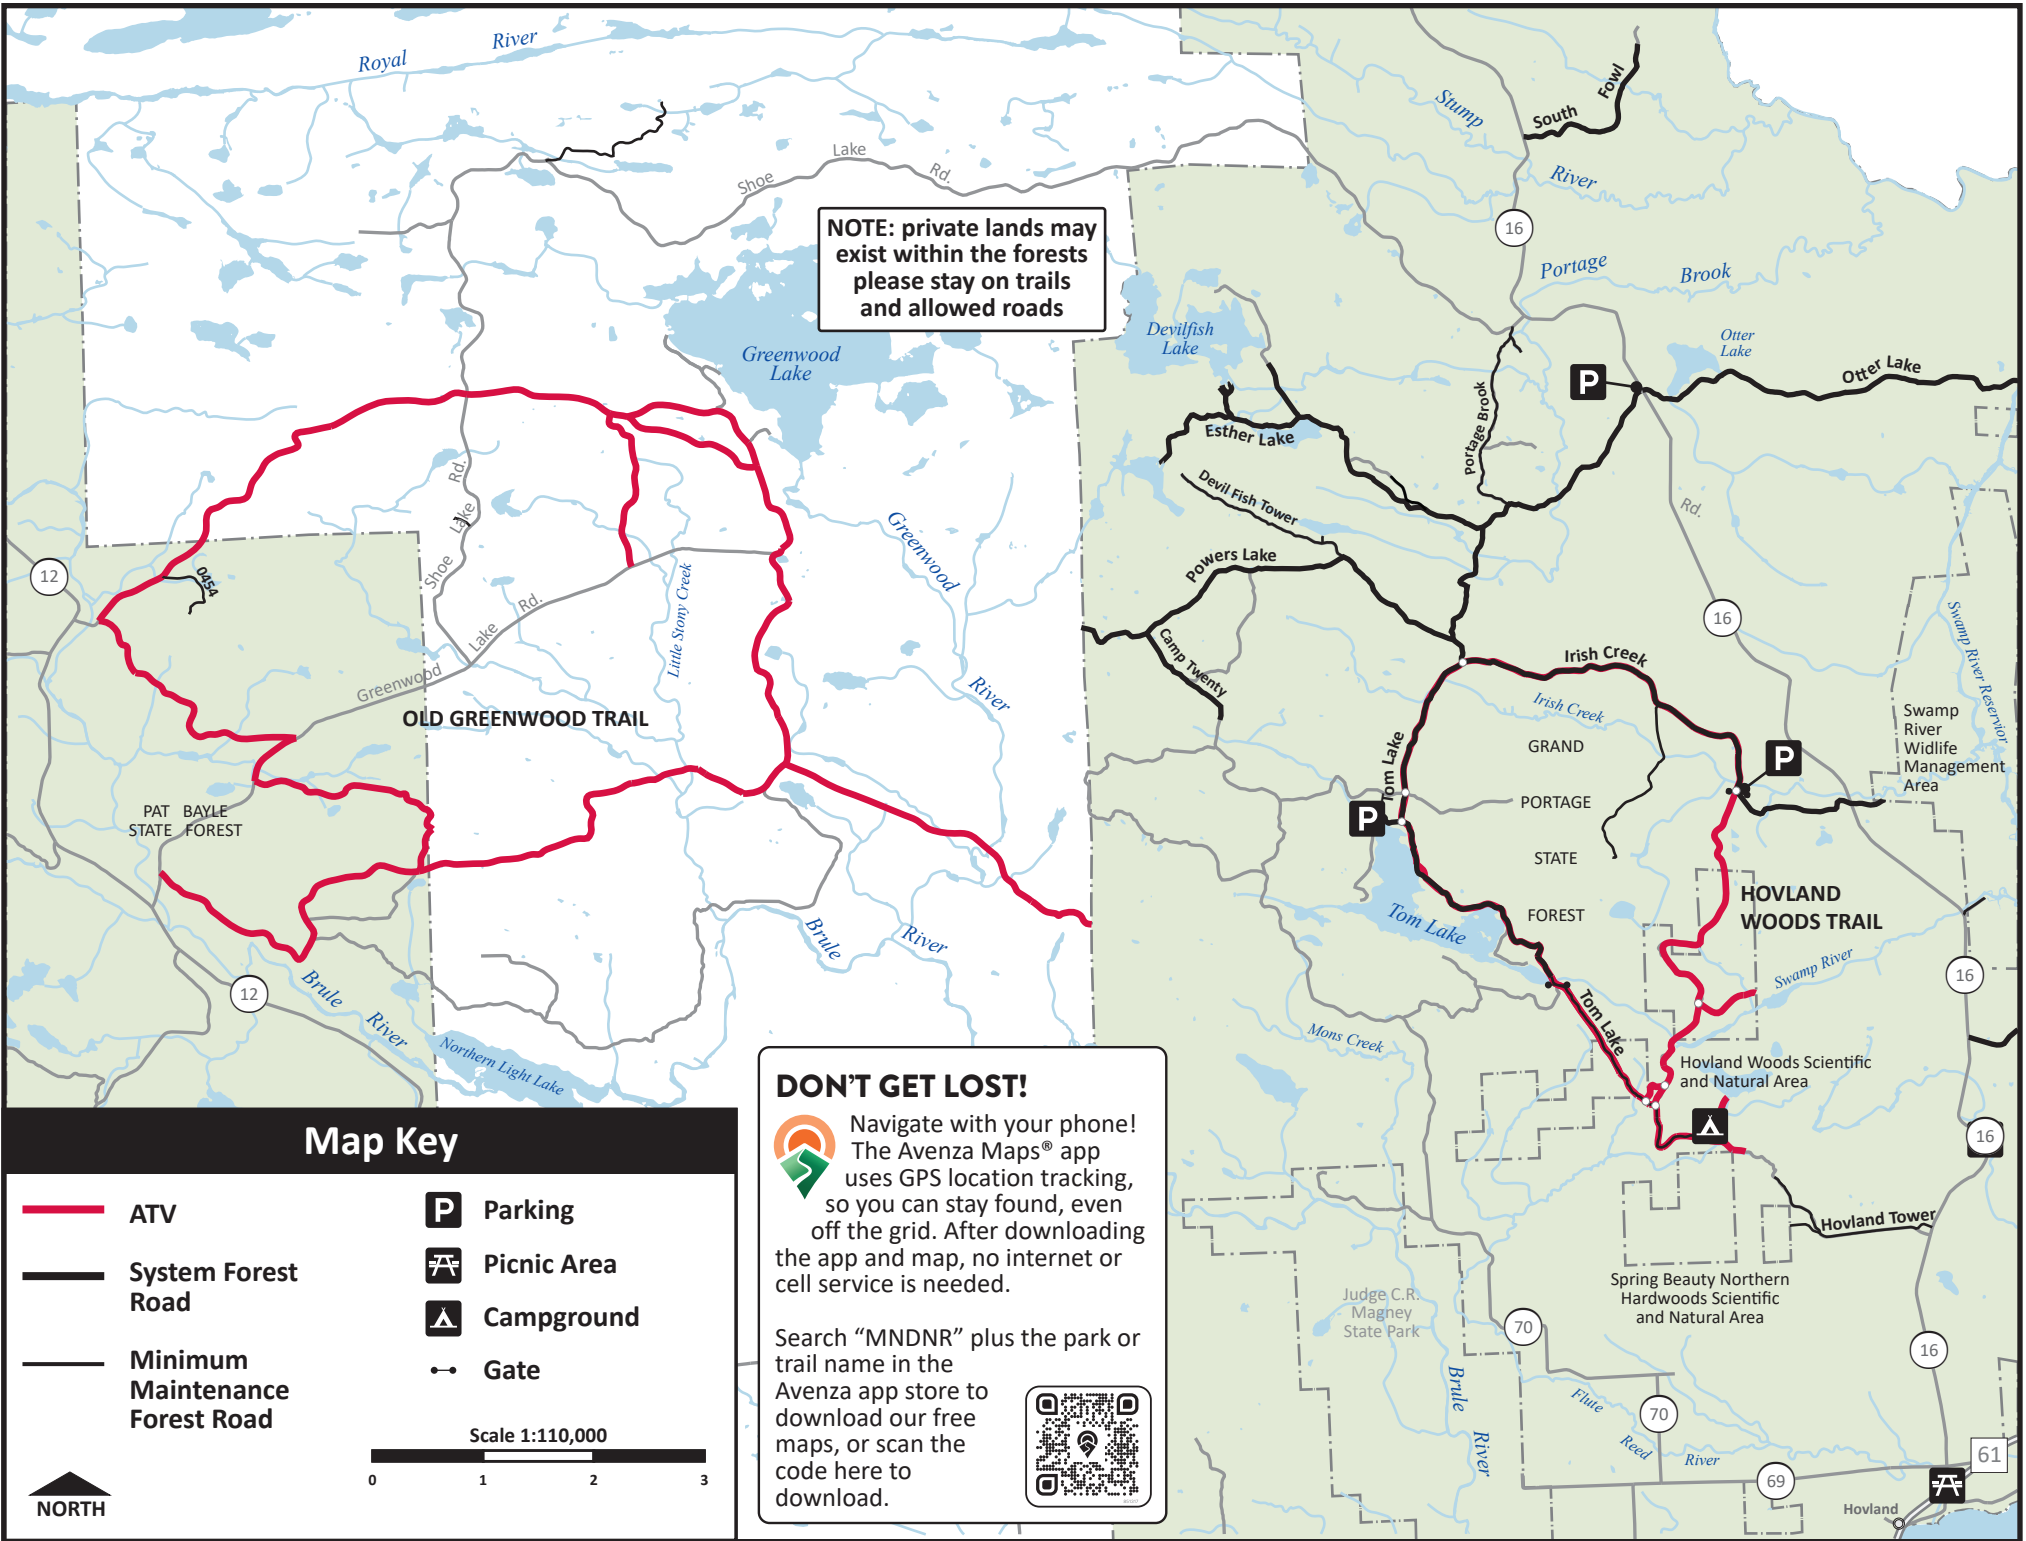 Royal
River
Stump
River
South
Fowl
Shoe
Lake
Rd.
NOTE: private lands may
exist within the forests
please stay on trails
and allowed roads
16
Portage
Brook
Devilfish
Lake
Greenwood
Lake
Otter
Lake
P
Otter Lake
Portage Brook
Esther Lake
Devil Fish Tower
Rd.
Rd.
Lake
Shoe
Greenwood
River
Powers Lake
12
0454
Little Stony Creek
Rd.
Lake
Greenwood
Camp Twenty
16
Irish Creek
Irish Creek
Swamp River Reservior
OLD GREENWOOD TRAIL
Swamp
River
Widlife
Management
Area
GRAND
PORTAGE
STATE
FOREST
P
Tom Lake
P
PAT BAYLE
STATE FOREST
HOVLAND
WOODS TRAIL
Tom Lake
Brule
River
Swamp River
16
12
Brule
River
Tom Lake
Northern Light Lake
Mons Creek
Hovland Woods Scientific
and Natural Area
16
Hovland Tower
Spring Beauty Northern
Hardwoods Scientific
and Natural Area
Judge C.R.
Magney
State Park
70
16
Brule
River
Flute
Reed
River
70
61
69
Hovland
DON'T GET LOST!
Navigate with your phone!
The Avenza Maps® app
uses GPS location tracking,
so you can stay found, even
off the grid. After downloading
the app and map, no internet or
cell service is needed.
Search “MNDNR” plus the park or
trail name in the
Avenza app store to
download our free
maps, or scan the
code here to
download.
Map Key
ATV
System Forest
Road
Minimum
Maintenance
Forest Road
P
Parking
Picnic Area
Campground
Gate
Scale 1:110,000
0 1 2 3
NORTH